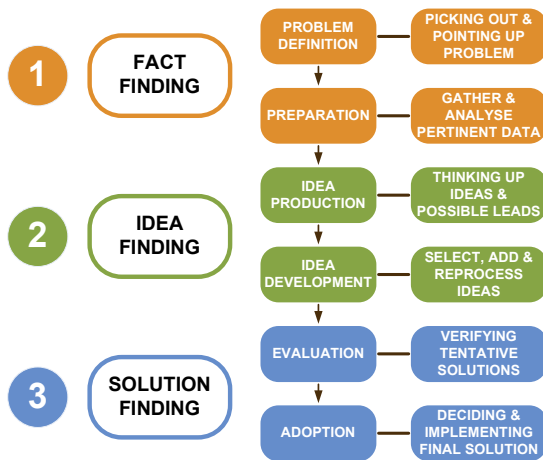 1
FACT
FINDING
PROBLEM
DEFINITION
PICKING OUT &
POINTING UP
PROBLEM
PREPARATION
GATHER &
ANALYSE
PERTINENT DATA
2
IDEA
FINDING
IDEA
PRODUCTION
THINKING UP
IDEAS &
POSSIBLE LEADS
IDEA
DEVELOPMENT
SELECT, ADD &
REPROCESS
IDEAS
3
SOLUTION
FINDING
EVALUATION
VERIFYING
TENTATIVE
SOLUTIONS
ADOPTION
DECIDING &
IMPLEMENTING
FINAL SOLUTION